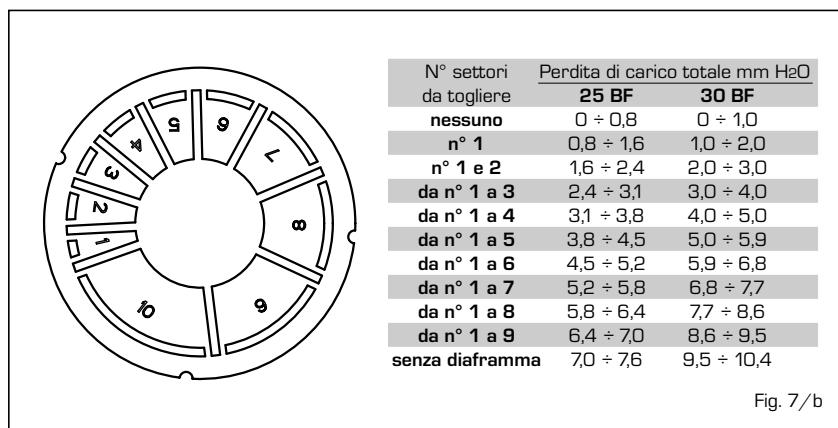 1
2
3
4
5
6
7
8
9
10
N° settori Perdita di carico totale mm H2O
da togliere 25 BF 30 BF
nessuno 0 ÷ 0,8 0 ÷ 1,0
n° 1 0,8 ÷ 1,6 1,0 ÷ 2,0
n° 1 e 2 1,6 ÷ 2,4 2,0 ÷ 3,0
da n° 1 a 3 2,4 ÷ 3,1 3,0 ÷ 4,0
da n° 1 a 4 3,1 ÷ 3,8 4,0 ÷ 5,0
da n° 1 a 5 3,8 ÷ 4,5 5,0 ÷ 5,9
da n° 1 a 6 4,5 ÷ 5,2 5,9 ÷ 6,8
da n° 1 a 7 5,2 ÷ 5,8 6,8 ÷ 7,7
da n° 1 a 8 5,8 ÷ 6,4 7,7 ÷ 8,6
da n° 1 a 9 6,4 ÷ 7,0 8,6 ÷ 9,5
senza diaframma 7,0 ÷ 7,6 9,5 ÷ 10,4
Fig. 7/b